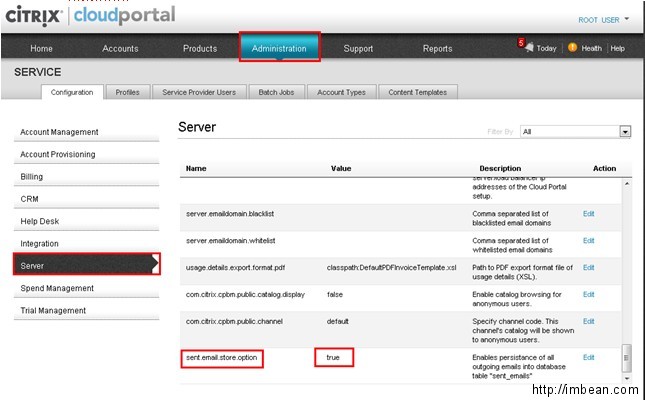 CITRIX cloudportal
ROOT USER
Home Accounts Products Administration Support Reports 5 Today Health Help
SERVICE
Configuration Profiles Service Provider Users Batch Jobs Account Types Content Templates
Account Management
Account Provisioning
Billing
CRM
Help Desk
Integration
Server
Spend Management
Trial Management
Server
Filter By: All
Name Value Description Action
server.load balancer ip
addresses of the Cloud Portal
setup.
server.emaildomain.blacklist Comma separated list of Edit
blacklisted email domains
server.emaildomain.whitelist Comma separated list of Edit
whitelisted email domains
usage.details.export.format.pdf classpath:DefaultPDFInvoiceTemplate.xsl Path to PDF export format file of Edit
usage details (XSL).
com.citrix.cpbm.public.catalog.display false Enable catalog browsing for Edit
anonymous users.
com.citrix.cpbm.public.channel default Specify channel code. This Edit
channel's catalog will be shown
to anonymous users.
sent.email.store.option true Enables persistance of all Edit
outgoing emails into database
table "sent_emails"
http://imbean.com